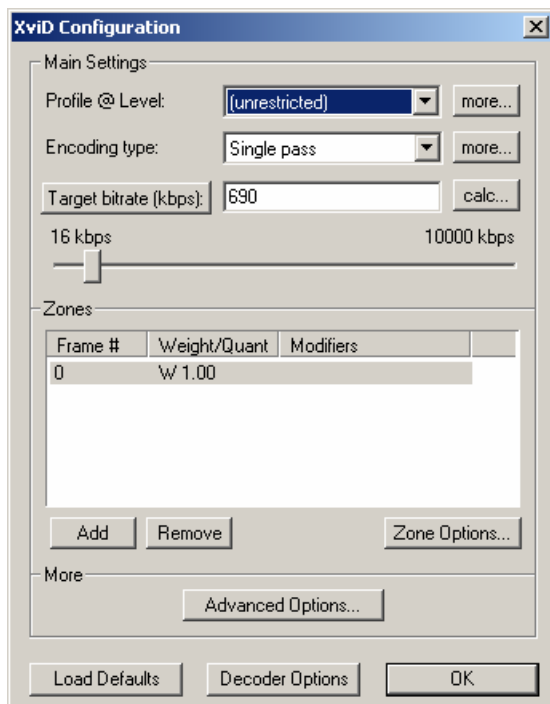 XviD Configuration
Main Settings
Profile @ Level: (unrestricted) more...
Encoding type: Single pass more...
Target bitrate (kbps): 690 calc...
16 kbps 10000 kbps
Zones
Frame # Weight/Quant Modifiers
0 W 1.00
Add Remove Zone Options...
More
Advanced Options...
Load Defaults Decoder Options OK